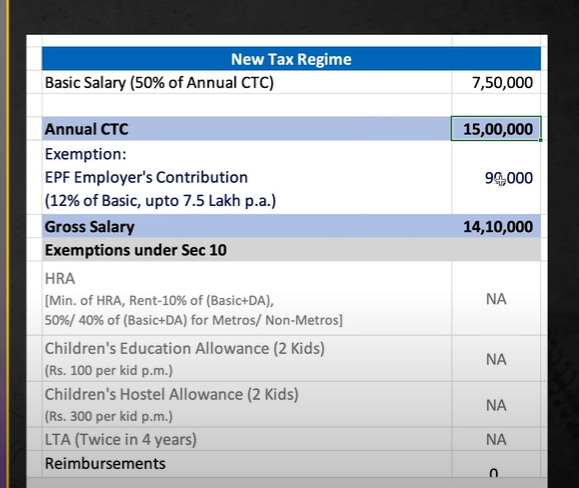 New Tax Regime
Basic Salary (50% of Annual CTC) 7,50,000
Annual CTC 15,00,000
Exemption:
EPF Employer's Contribution 90,000
(12% of Basic, upto 7.5 Lakh p.a.)
Gross Salary 14,10,000
Exemptions under Sec 10
HRA
[Min. of HRA, Rent-10% of (Basic+DA), NA
50%/ 40% of (Basic+DA) for Metros/ Non-Metros]
Children's Education Allowance (2 Kids) NA
(Rs. 100 per kid p.m.)
Children's Hostel Allowance (2 Kids) NA
(Rs. 300 per kid p.m.)
LTA (Twice in 4 years) NA
Reimbursements 0